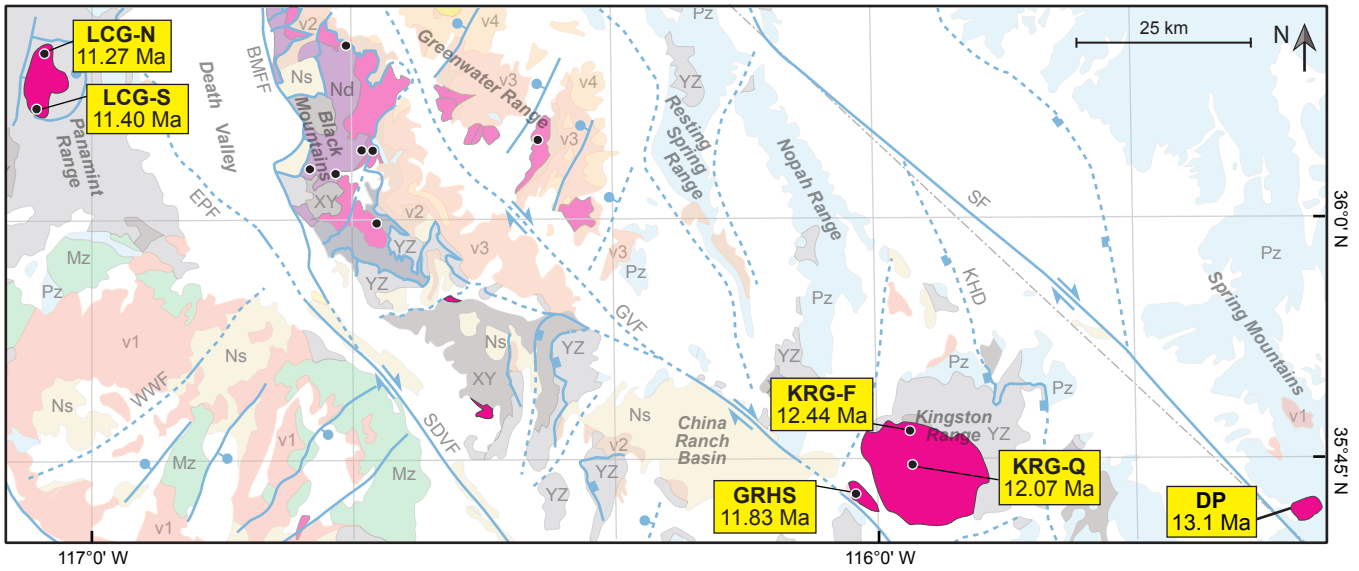 LCG-N
11.27 Ma
LCG-S
11.40 Ma
Panamint
Range
Death Valley
BMFF
EPF
v2
Ns
Nd
Black
Mountains
XY
v2
YZ
YZ
v4
Greenwater Range
v3
v4
v3
v3
v3
Pz
YZ
Resting
Spring
Range
Nopah Range
Pz
Pz
SF
KHD
GVF
25 km
N
36°0' N
Pz
Spring Mountains
v1
Mz
Pz
v1
Ns
Ns
WWF
v1
Mz
Mz
v1
SDVF
Ns
XY
YZ
YZ
v2
YZ
YZ
Ns
China
Ranch
Basin
YZ
Pz
Pz
Kingston
Range
YZ
KRG-F
12.44 Ma
KRG-Q
12.07 Ma
GRHS
11.83 Ma
DP
13.1 Ma
35°45' N
117°0' W
116°0' W